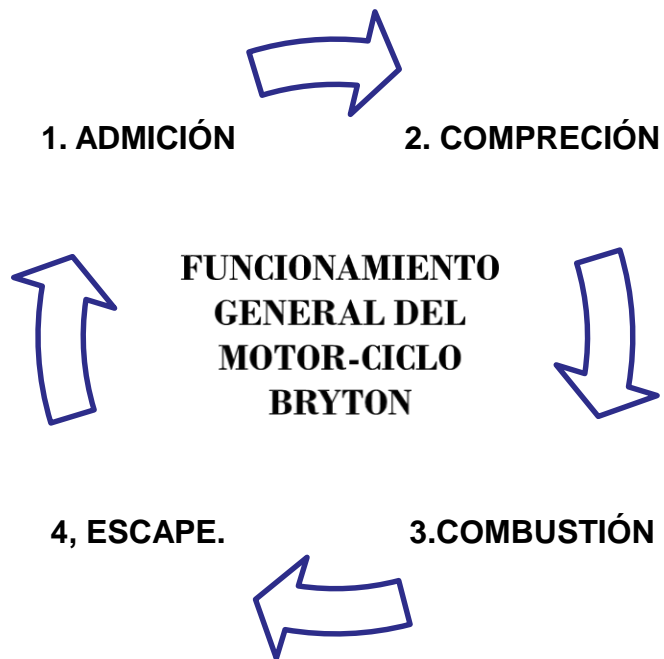 1. ADMICIÓN
2. COMPRECIÓN
FUNCIONAMIENTO
GENERAL DEL
MOTOR-CICLO
BRYTON
4, ESCAPE.
3.COMBUSTIÓN